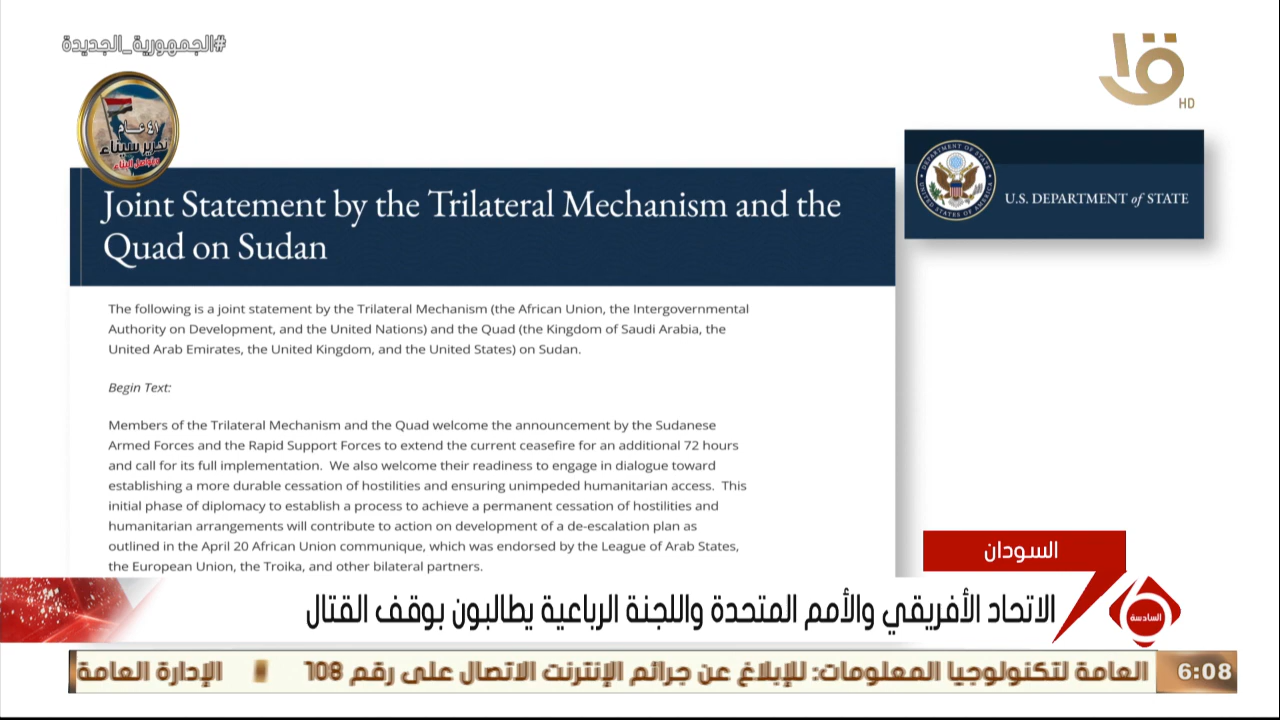 #الجمهورية_الجديدة
HD
٤١ عـام
تحرير سيناء
U.S. DEPARTMENT of STATE
Joint Statement by the Trilateral Mechanism and the
Quad on Sudan
The following is a joint statement by the Trilateral Mechanism (the African Union, the Intergovernmental
Authority on Development, and the United Nations) and the Quad (the Kingdom of Saudi Arabia, the
United Arab Emirates, the United Kingdom, and the United States) on Sudan.
Begin Text:
Members of the Trilateral Mechanism and the Quad welcome the announcement by the Sudanese
Armed Forces and the Rapid Support Forces to extend the current ceasefire for an additional 72 hours
and call for its full implementation. We also welcome their readiness to engage in dialogue toward
establishing a more durable cessation of hostilities and ensuring unimpeded humanitarian access. This
initial phase of diplomacy to establish a process to achieve a permanent cessation of hostilities and
humanitarian arrangements will contribute to action on development of a de-escalation plan as
outlined in the April 20 African Union communique, which was endorsed by the League of Arab States,
the European Union, the Troika, and other bilateral partners.
السودان
الاتحاد الأفريقي والأمم المتحدة واللجنة الرباعية يطالبون بوقف القتال
السادسة
العامة لتكنولوجيا المعلومات: للإبلاغ عن جرائم الإنترنت الاتصال على رقم 108
الإدارة العامة
6:08